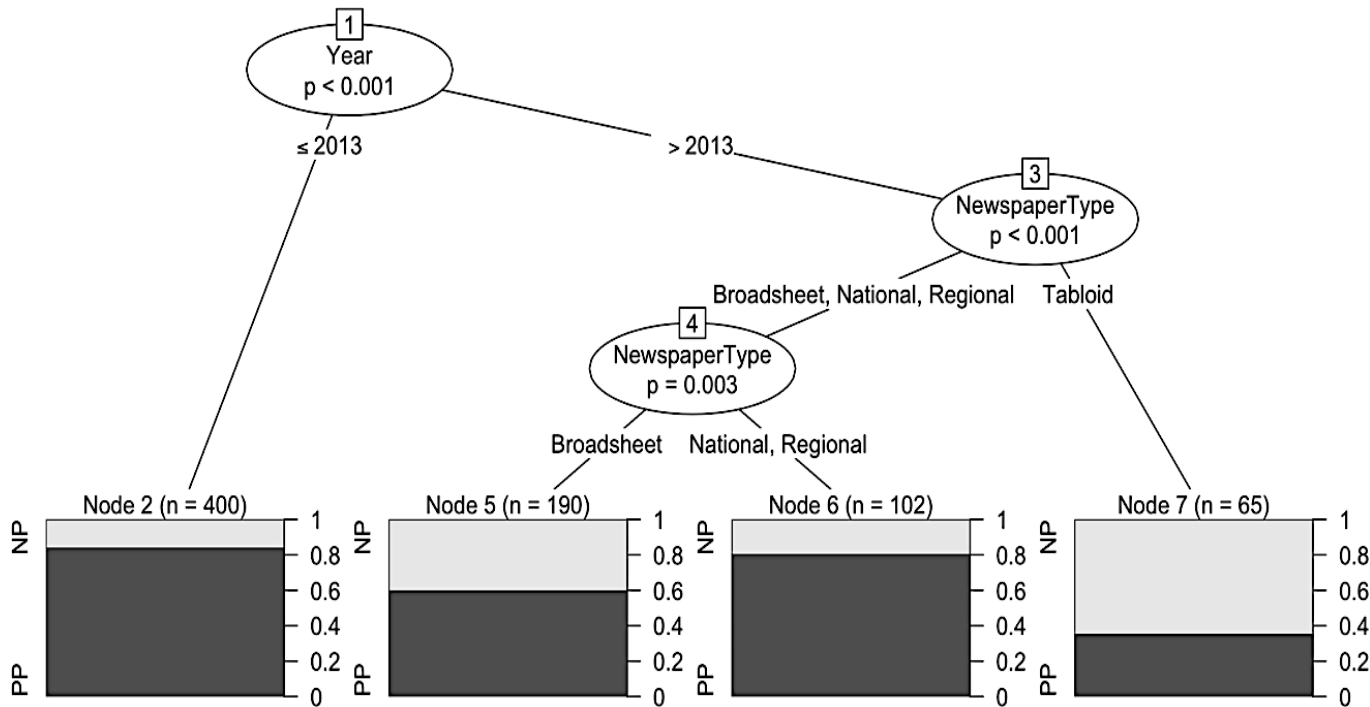 1
Year
p < 0.001
≤ 2013
> 2013
3
NewspaperType
p < 0.001
Broadsheet, National, Regional
Tabloid
4
NewspaperType
p = 0.003
Broadsheet
National, Regional
Node 2 (n = 400)
NP
PP
1
0.8
0.6
0.4
0.2
0
Node 5 (n = 190)
NP
PP
1
0.8
0.6
0.4
0.2
0
Node 6 (n = 102)
NP
PP
1
0.8
0.6
0.4
0.2
0
Node 7 (n = 65)
NP
PP
1
0.8
0.6
0.4
0.2
0